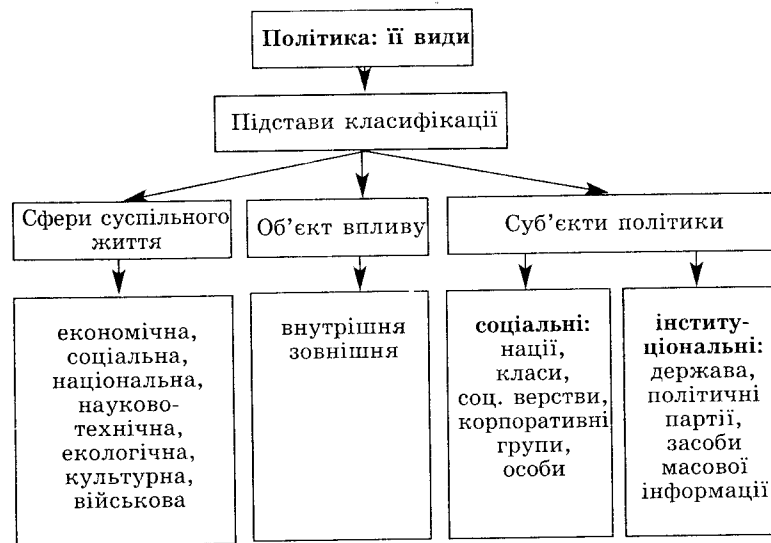 Політика: її види
Підстави класифікації
Сфери суспільного
життя
Об’єкт впливу
Суб’єкти політики
економічна,
соціальна,
національна,
науково-
технічна,
екологічна,
культурна,
військова
внутрішня
зовнішня
соціальні:
нації,
класи,
соц. верстви,
корпоративні
групи,
особи
інститу-
ціональні:
держава,
політичні
партії,
засоби
масової
інформації